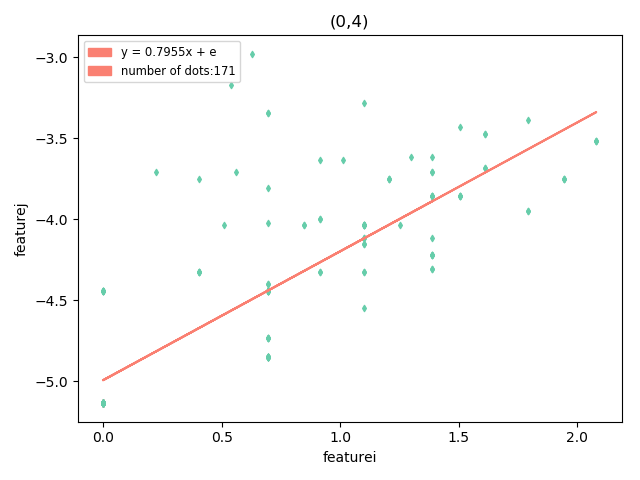 (0,4)
y = 0.7955x + e
number of dots:171
−3.0
−3.5
−4.0
−4.5
−5.0
featurej
0.0 0.5 1.0 1.5 2.0
featurei